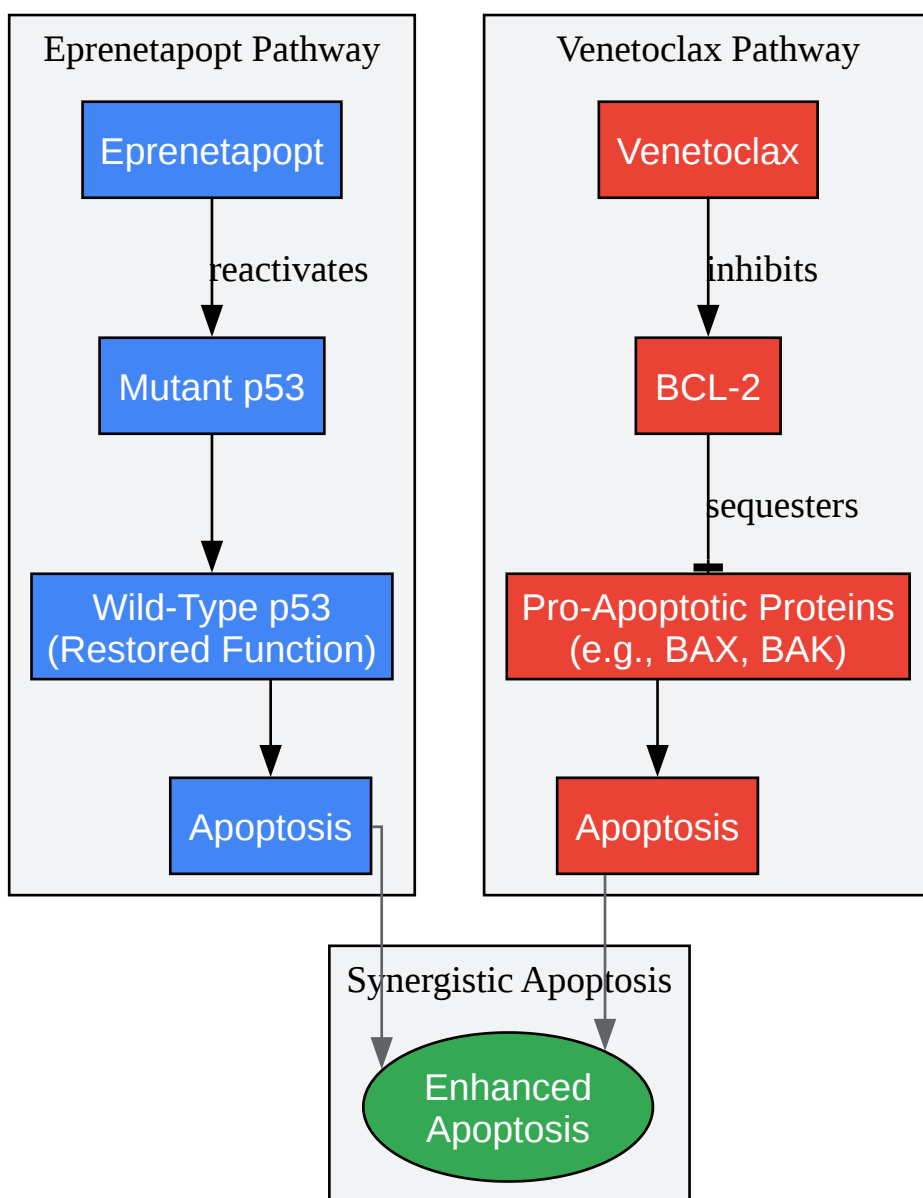 Eprenetapopt Pathway
Eprenetapopt
reactivates
Mutant p53
Wild-Type p53
(Restored Function)
Apoptosis
Venetoclax Pathway
Venetoclax
inhibits
BCL-2
sequesters
Pro-Apoptotic Proteins
(e.g., BAX, BAK)
Apoptosis
Synergistic Apoptosis
Enhanced
Apoptosis